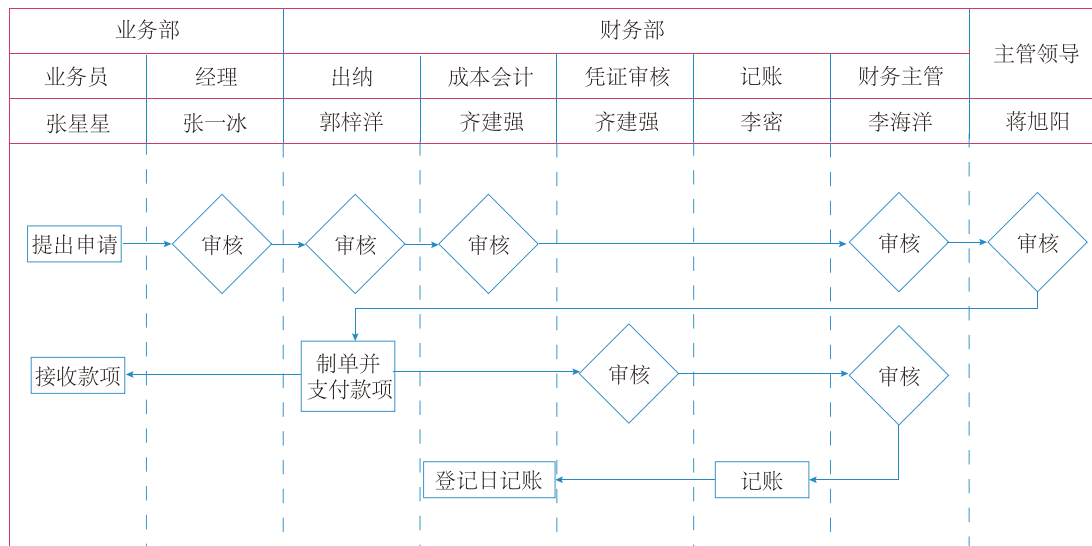 业务部 财务部 主管领导
业务员 经理 出纳 成本会计 凭证审核 记账 财务主管
张星星 张一冰 郭梓洋 齐建强 齐建强 李密 李海洋 蒋旭阳
提出申请 审核 审核 审核 审核 审核
接收款项 制单并 审核 审核
支付款项
登记日记账 记账